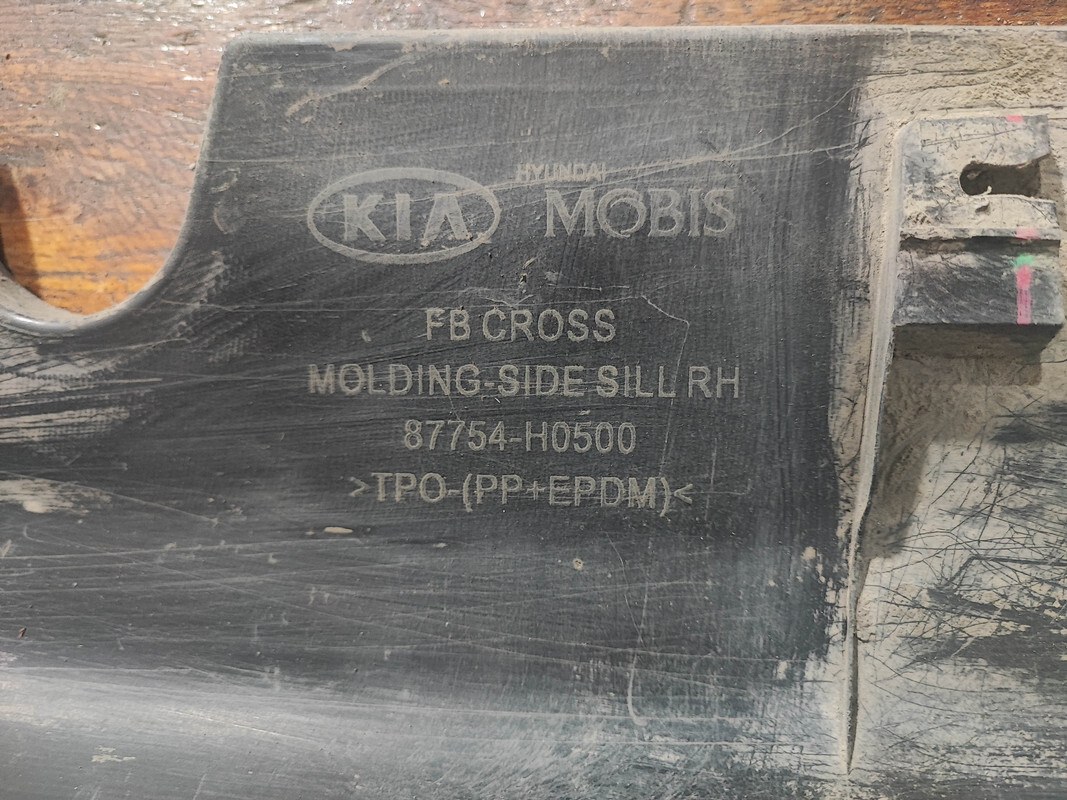 KIA
HYUNDAI
MOBIS
FB CROSS
MOLDING-SIDE SILL RH
87754-H0500
>TPO-(PP+EPDM)<